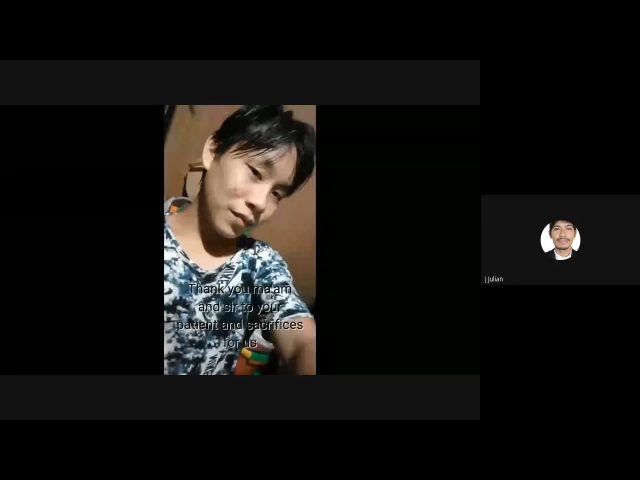 Thank you ma'am
and sir to your
patient and sacrifices
for us
Julian